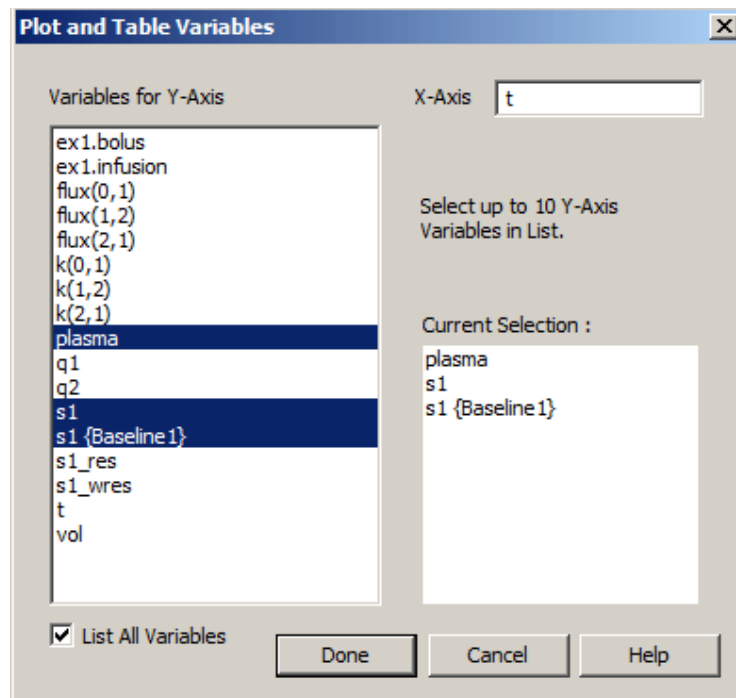 Plot and Table Variables
Variables for Y-Axis
X-Axis
t
ex1.bolus
ex1.infusion
flux(0,1)
flux(1,2)
flux(2,1)
k(0,1)
k(1,2)
k(2,1)
plasma
q1
q2
s1
s1 {Baseline1}
s1_res
s1_wres
t
vol
Select up to 10 Y-Axis
Variables in List.
Current Selection :
plasma
s1
s1 {Baseline1}
List All Variables
Done
Cancel
Help